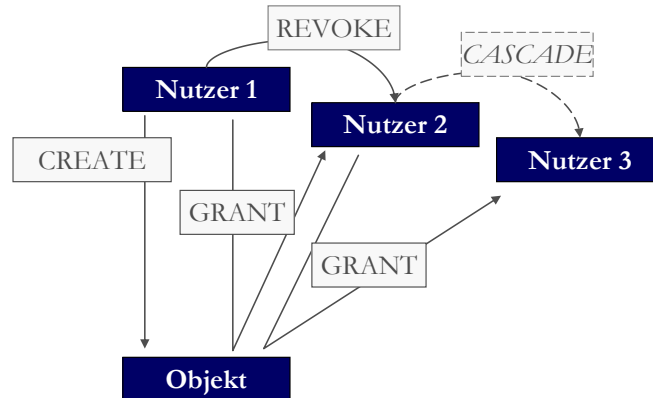 REVOKE
CASCADE
Nutzer 1
Nutzer 2
Nutzer 3
CREATE
GRANT
GRANT
Objekt